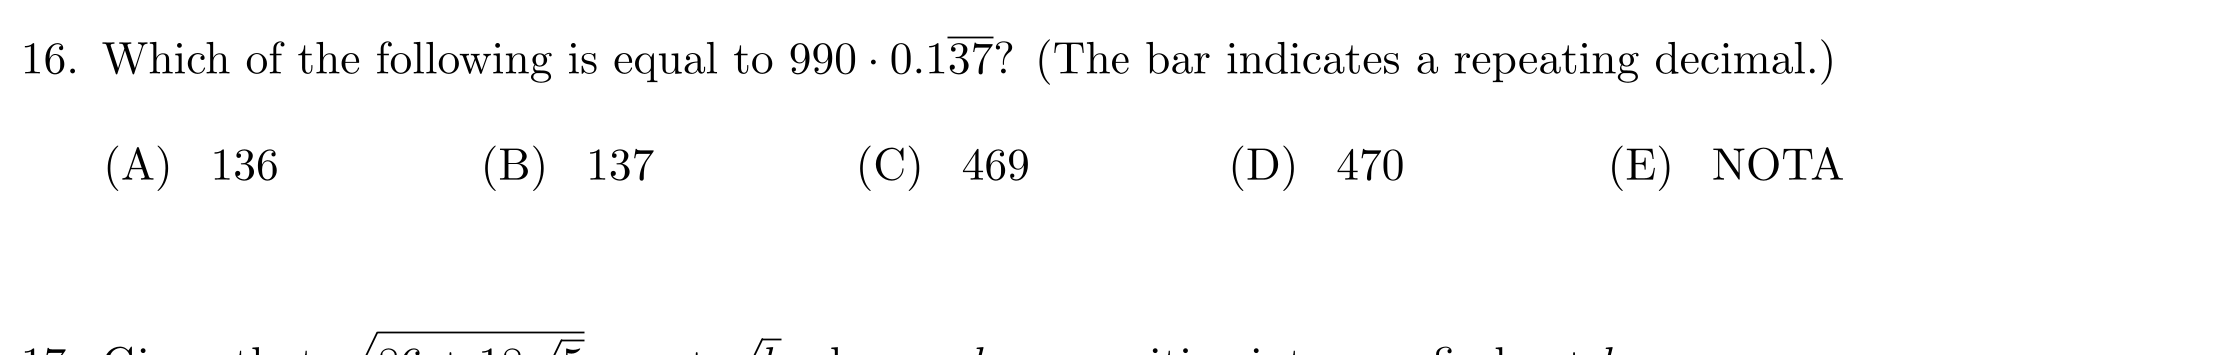 16. Which of the following is equal to 990 · 0.1\overline{37}? (The bar indicates a repeating decimal.)
(A) 136 (B) 137 (C) 469 (D) 470 (E) NOTA